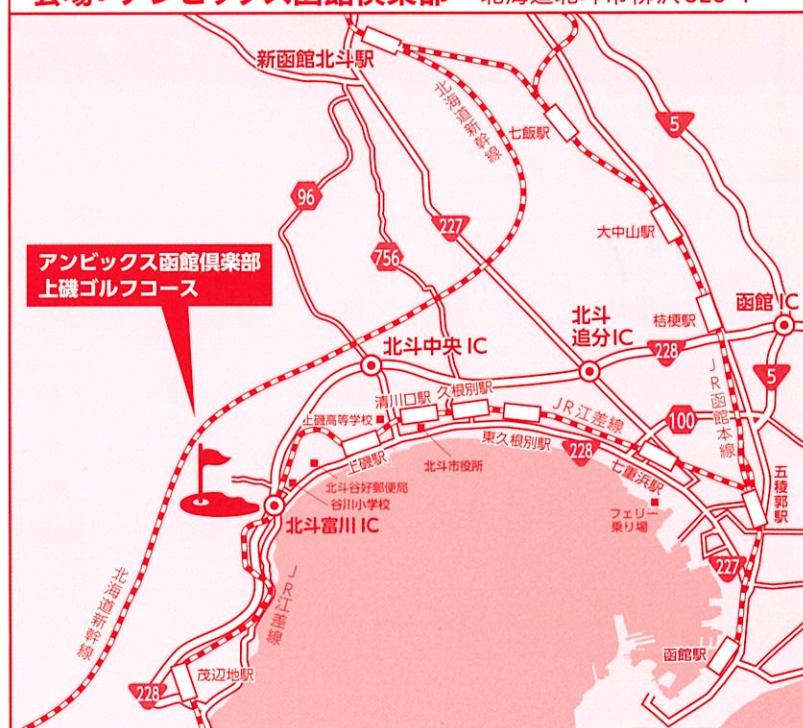 新函館北斗駅
北海道新幹線
七飯駅
5
96
227
756
大中山駅
アンビックス函館倶楽部
上磯ゴルフコース
函館IC
桔梗駅
北斗
追分IC
228
北斗中央IC
JR函館本線
5
清川口駅
久根別駅
JR江差線
100
上磯高等学校
東久根別駅
228
上磯駅
北斗市役所
七重浜駅
五稜郭駅
北斗谷好郵便局
谷川小学校
北斗富川IC
フェリー
乗り場
227
北海道新幹線
JR江差線
函館駅
茂辺地駅
228